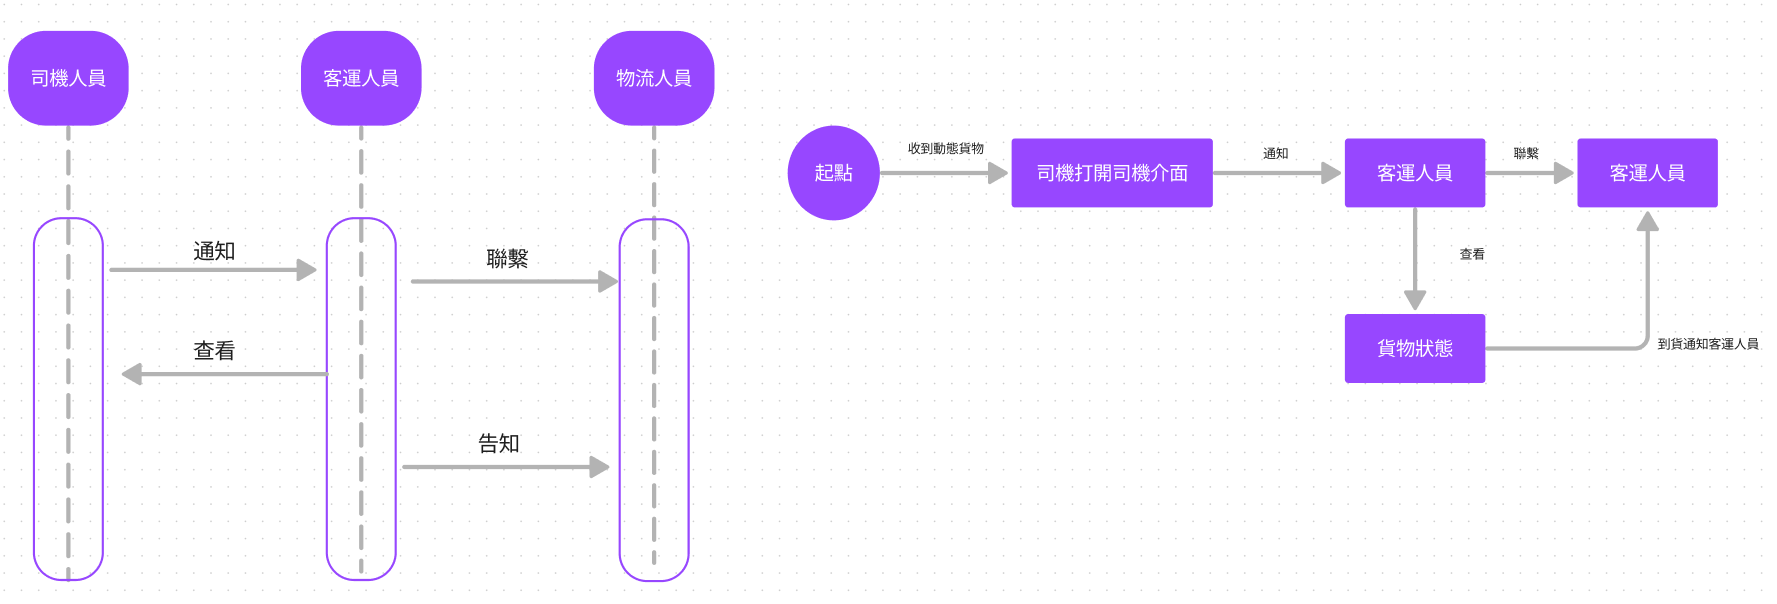 司機人員
客運人員
物流人員
通知
聯繫
查看
告知
起點
收到動態貨物
司機打開司機介面
通知
客運人員
聯繫
客運人員
查看
貨物狀態
到貨通知客運人員